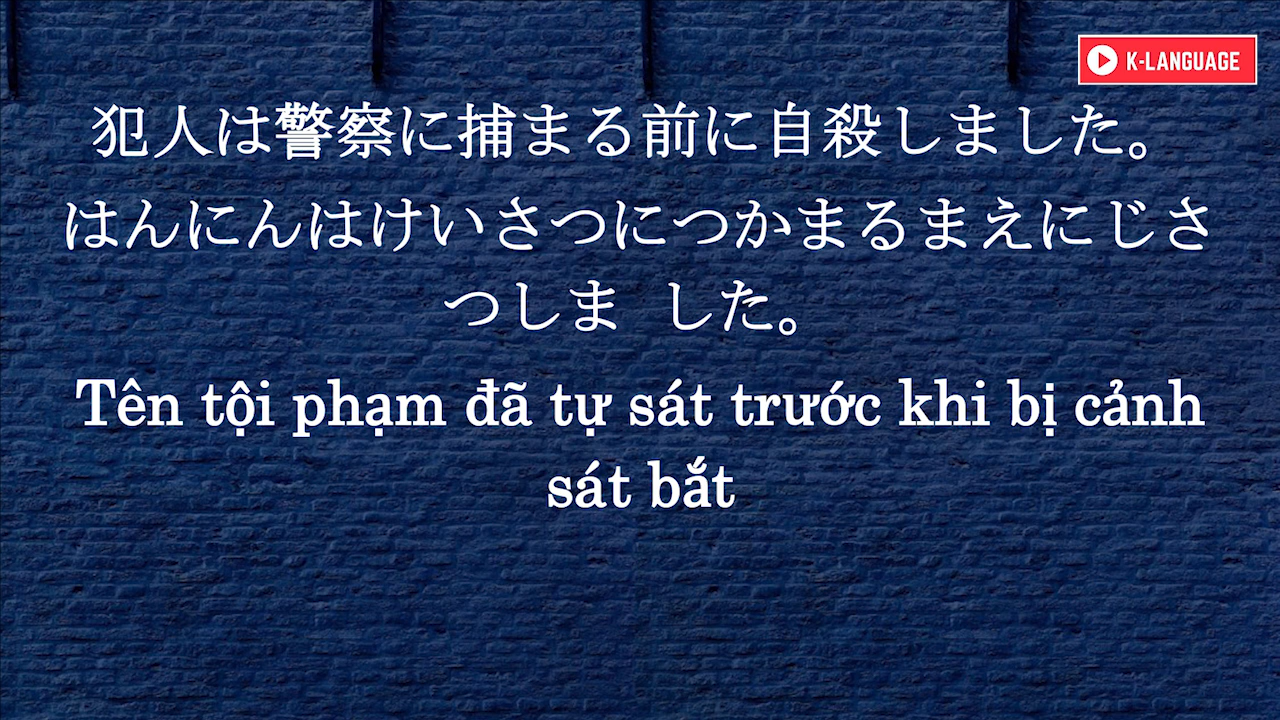 K-LANGUAGE
犯人は警察に捕まる前に自殺しました。
はんにんはけいさつにつかまるまえにじさ
つしま した。
Tên tội phạm đã tự sát trước khi bị cảnh
sát bắt